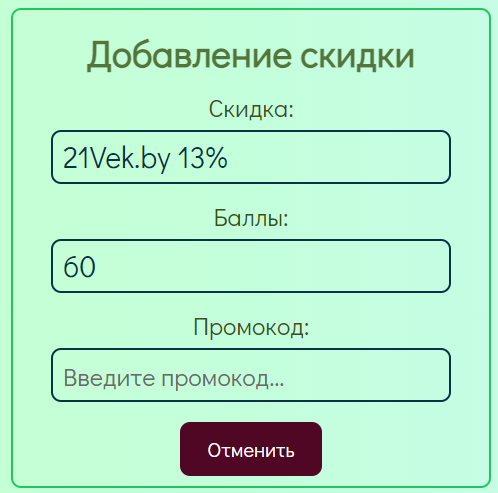 Добавление скидки
Скидка:
21Vek.by 13%
Баллы:
60
Промокод:
Введите промокод...
Отменить